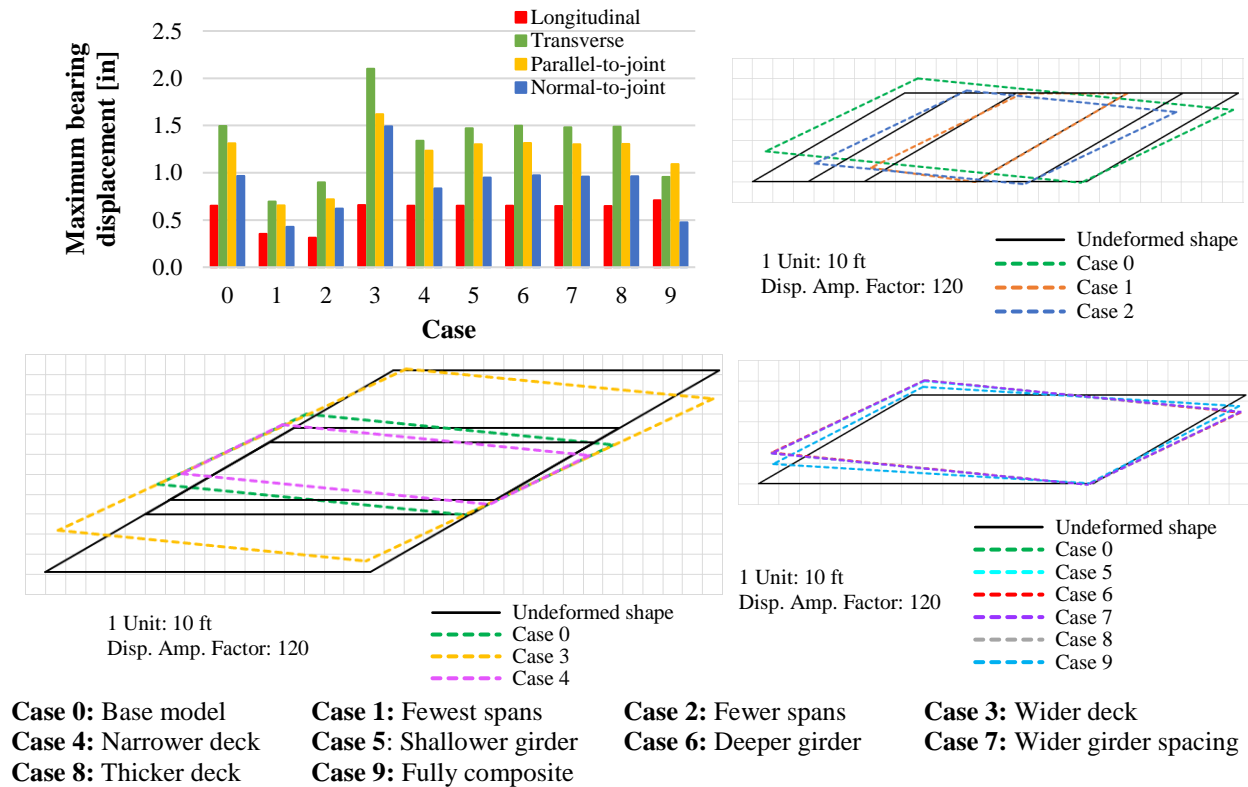 Maximum bearing
displacement [in]
2.5
2.0
1.5
1.0
0.5
0.0
Longitudinal
Transverse
Parallel-to-joint
Normal-to-joint
0 1 2 3 4 5 6 7 8 9
Case
1 Unit: 10 ft
Disp. Amp. Factor: 120
Undeformed shape
Case 0
Case 1
Case 2
1 Unit: 10 ft
Disp. Amp. Factor: 120
Undeformed shape
Case 0
Case 3
Case 4
1 Unit: 10 ft
Disp. Amp. Factor: 120
Undeformed shape
Case 0
Case 5
Case 6
Case 7
Case 8
Case 9
Case 0: Base model Case 1: Fewest spans Case 2: Fewer spans Case 3: Wider deck
Case 4: Narrower deck Case 5: Shallower girder Case 6: Deeper girder Case 7: Wider girder spacing
Case 8: Thicker deck Case 9: Fully composite